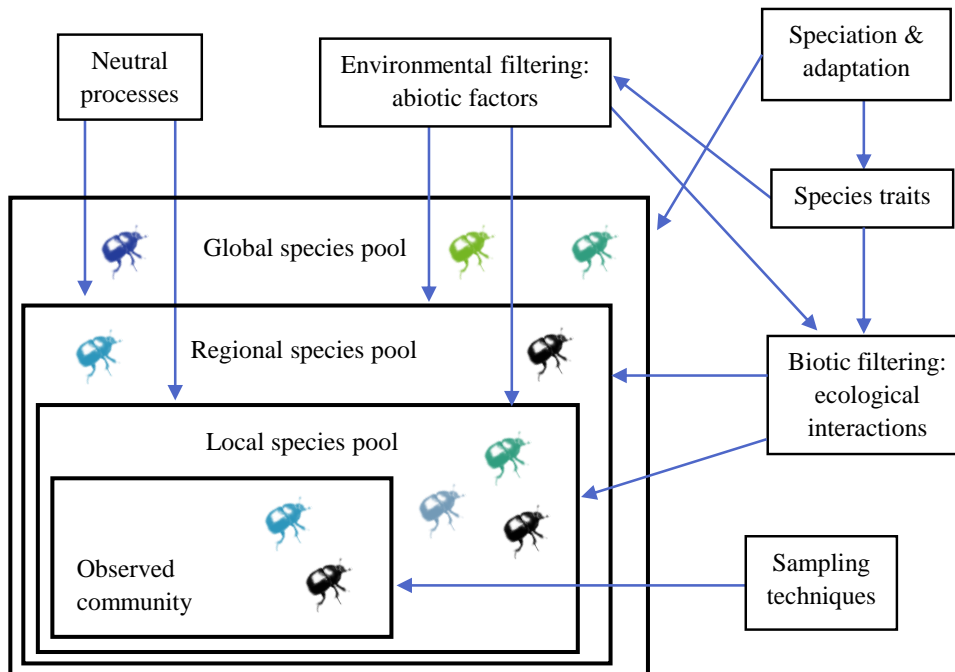 Neutral
processes
Environmental filtering:
abiotic factors
Speciation &
adaptation
Species traits
Global species pool
Regional species pool
Biotic filtering:
ecological
interactions
Local species pool
Observed
community
Sampling
techniques